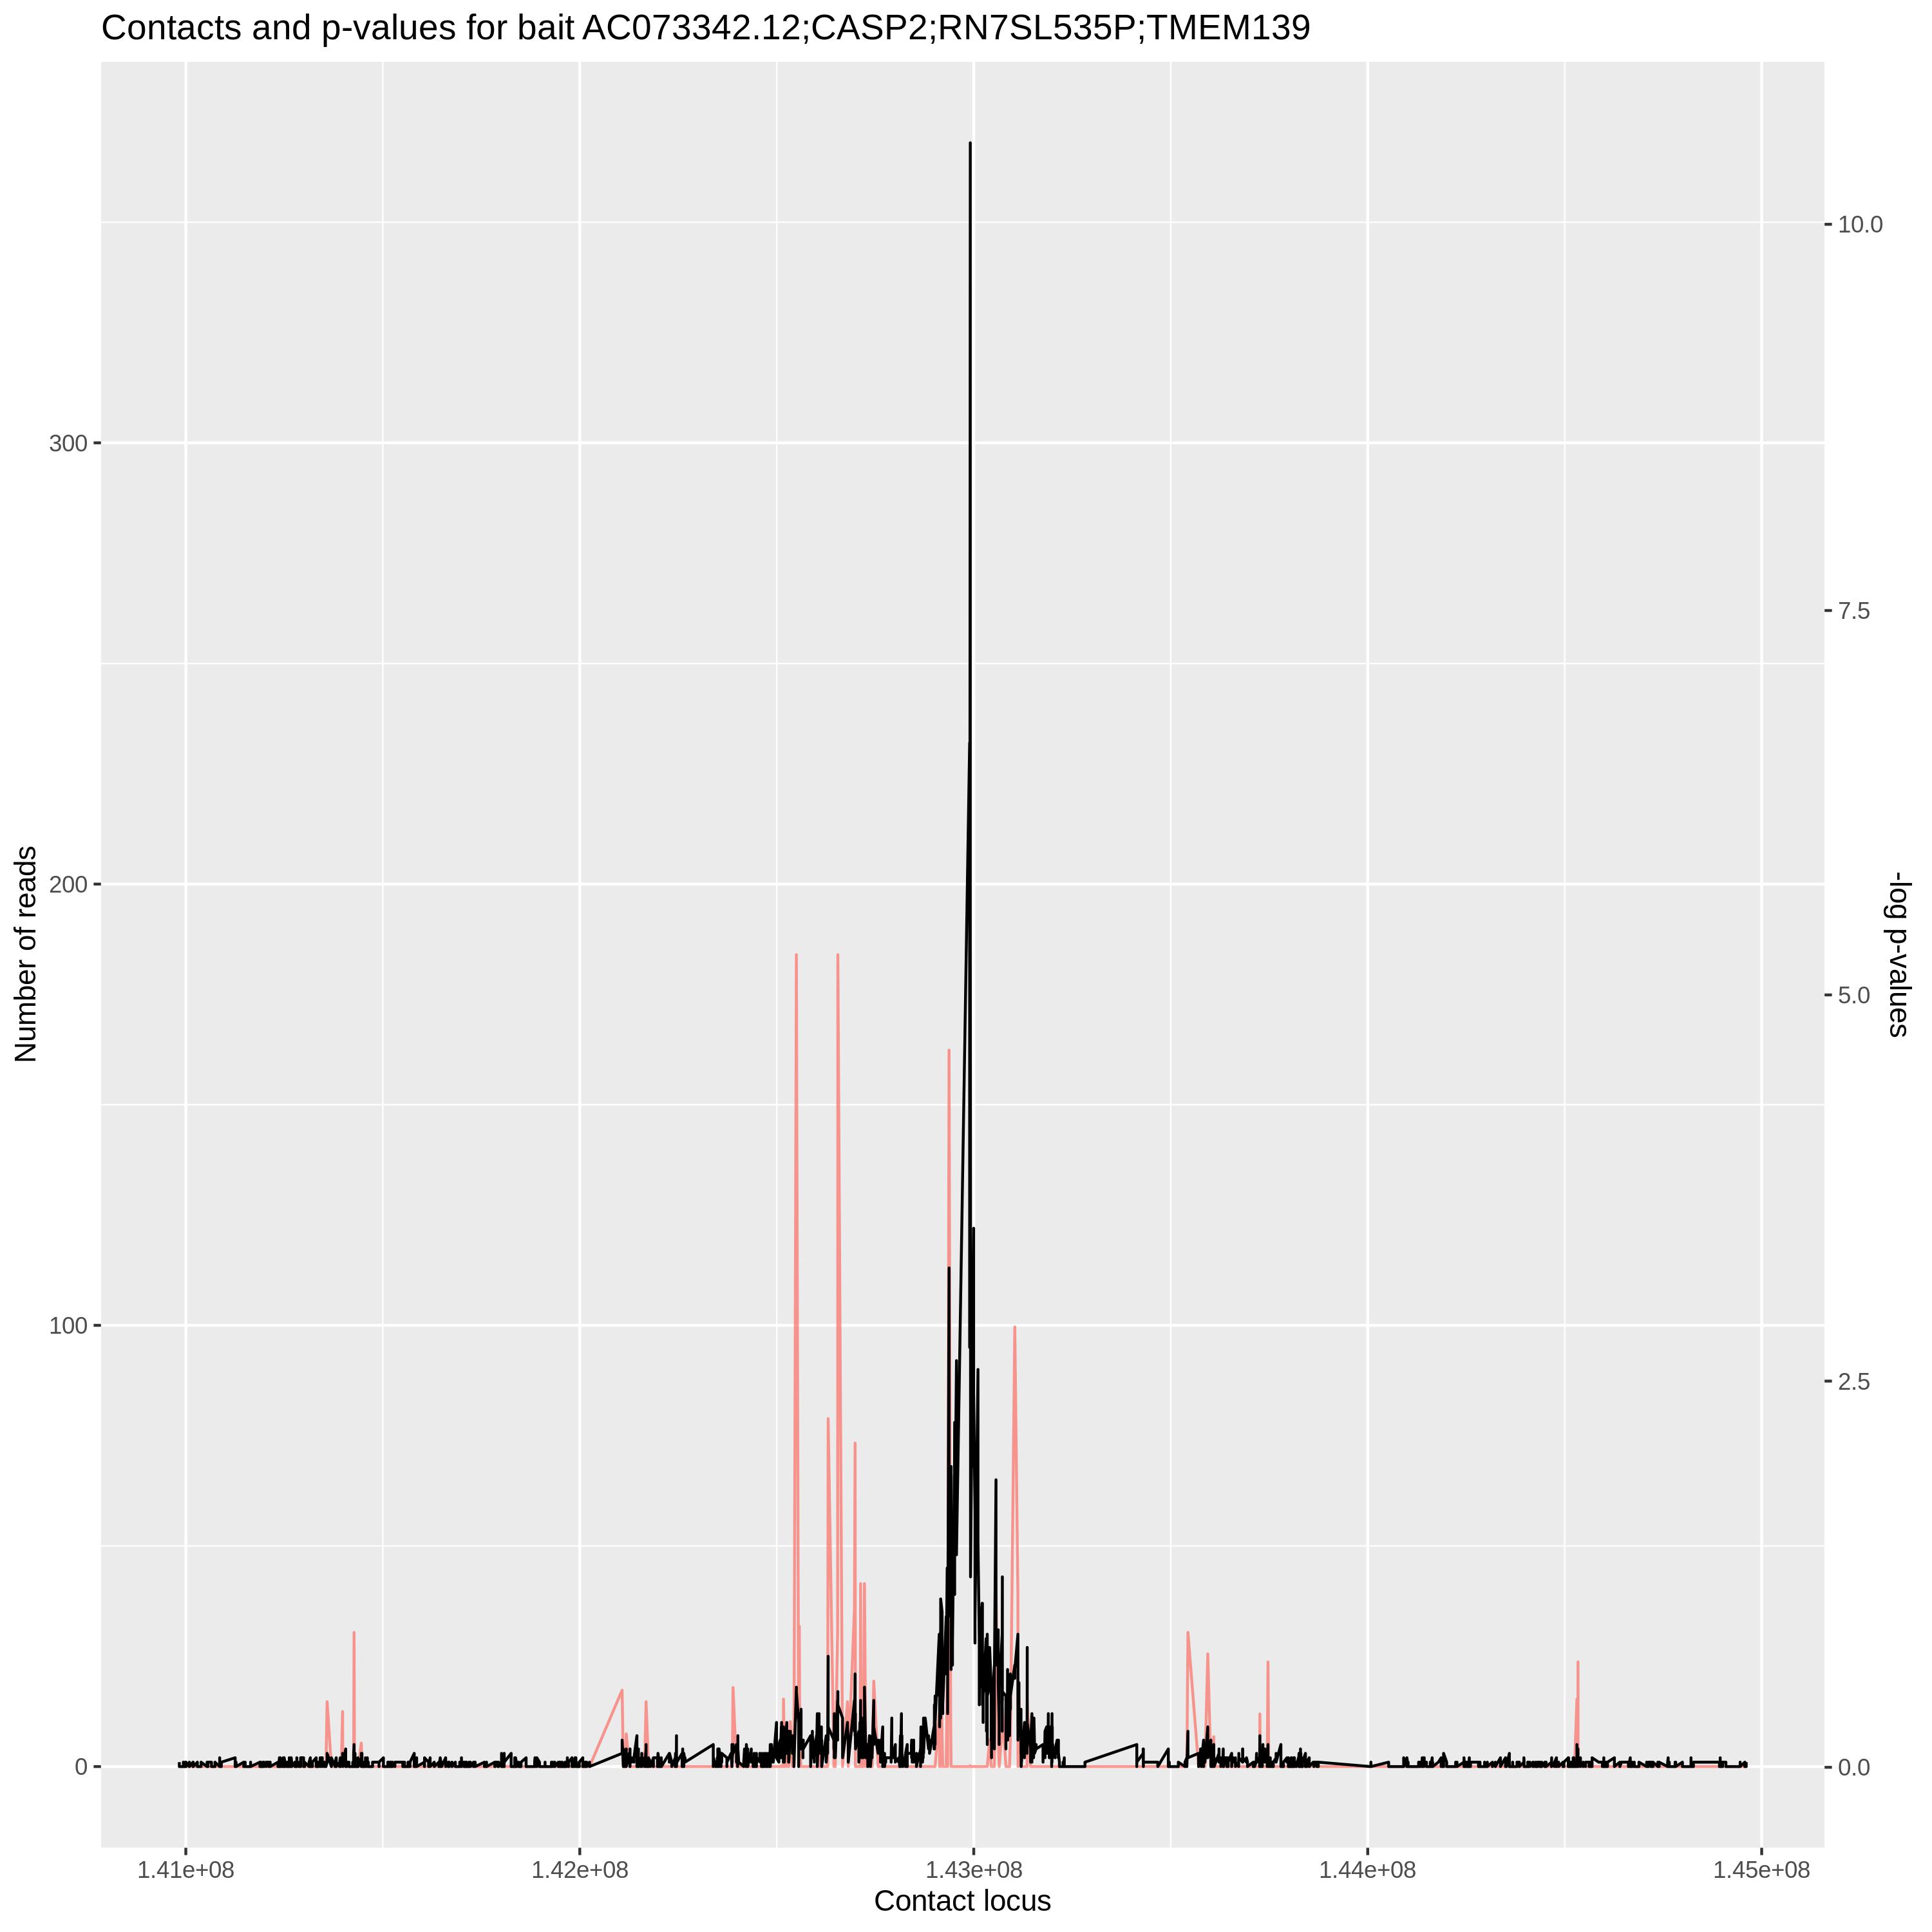 Contacts and p-values for bait AC073342.12;CASP2;RN7SL535P;TMEM139
Number of reads
300
200
100
0
10.0
7.5
5.0
2.5
0.0
-log p-values
1.41e+08 1.42e+08 1.43e+08 1.44e+08 1.45e+08
Contact locus